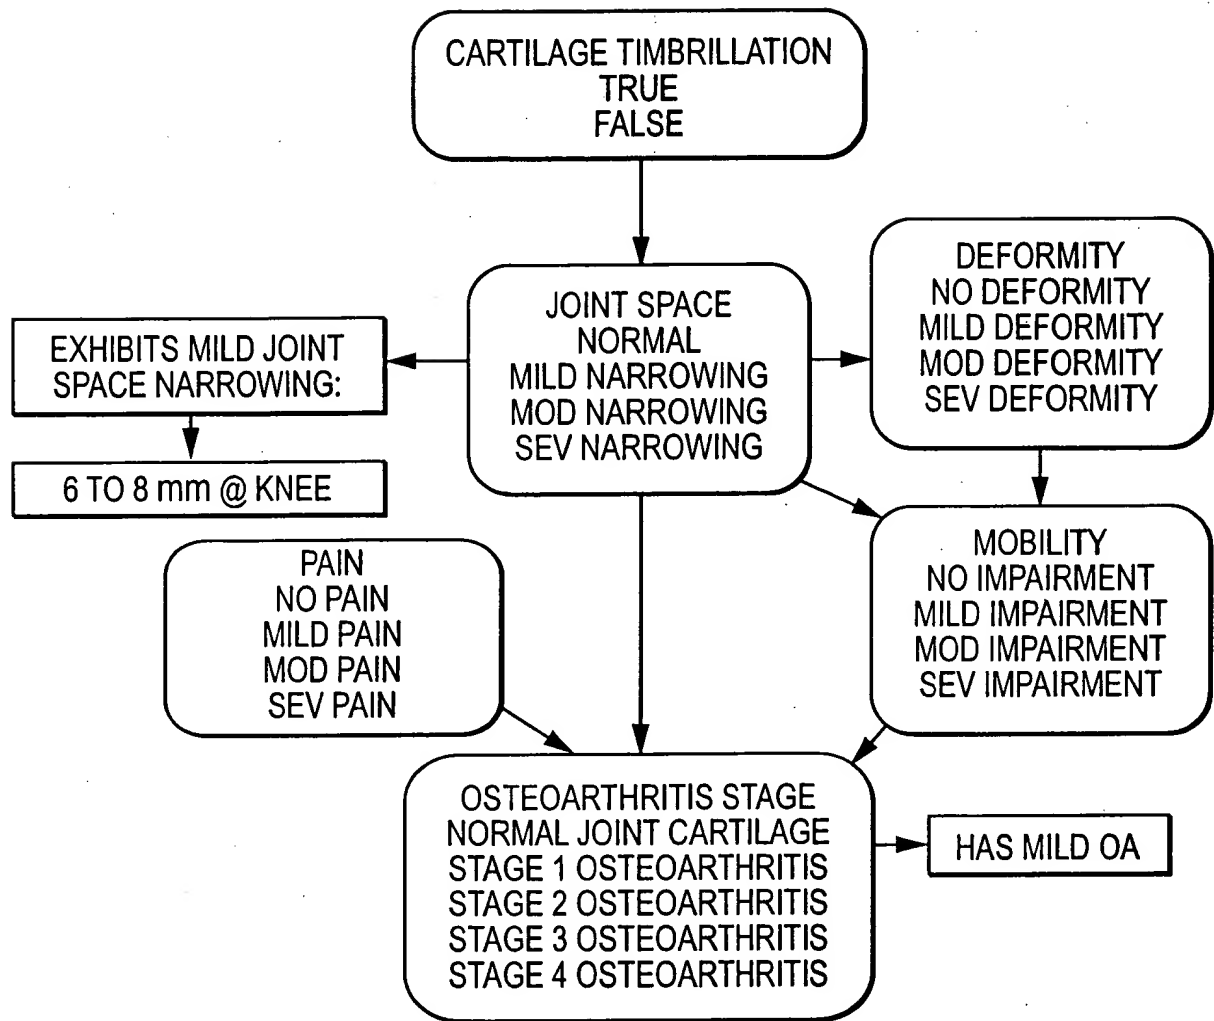 CARTILAGE TIMBRILLATION
TRUE
FALSE
DEFORMITY
NO DEFORMITY
MILD DEFORMITY
MOD DEFORMITY
SEV DEFORMITY
JOINT SPACE
NORMAL
MILD NARROWING
MOD NARROWING
SEV NARROWING
EXHIBITS MILD JOINT
SPACE NARROWING:
6 TO 8 mm @ KNEE
MOBILITY
NO IMPAIRMENT
MILD IMPAIRMENT
MOD IMPAIRMENT
SEV IMPAIRMENT
PAIN
NO PAIN
MILD PAIN
MOD PAIN
SEV PAIN
OSTEOARTHRITIS STAGE
NORMAL JOINT CARTILAGE
STAGE 1 OSTEOARTHRITIS
STAGE 2 OSTEOARTHRITIS
STAGE 3 OSTEOARTHRITIS
STAGE 4 OSTEOARTHRITIS
HAS MILD OA